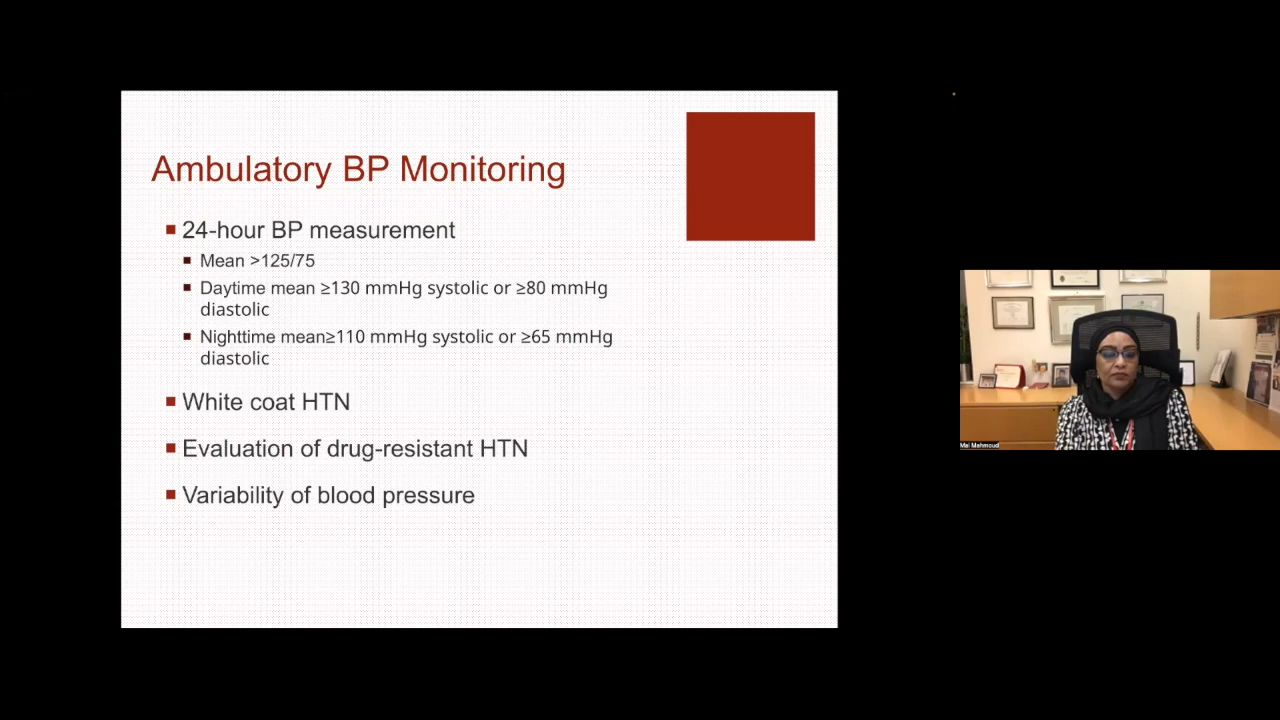 Ambulatory BP Monitoring
24-hour BP measurement
Mean >125/75
Daytime mean ≥130 mmHg systolic or ≥80 mmHg
diastolic
Nighttime mean≥110 mmHg systolic or ≥65 mmHg
diastolic
White coat HTN
Evaluation of drug-resistant HTN
Variability of blood pressure
Mai Mahmoud